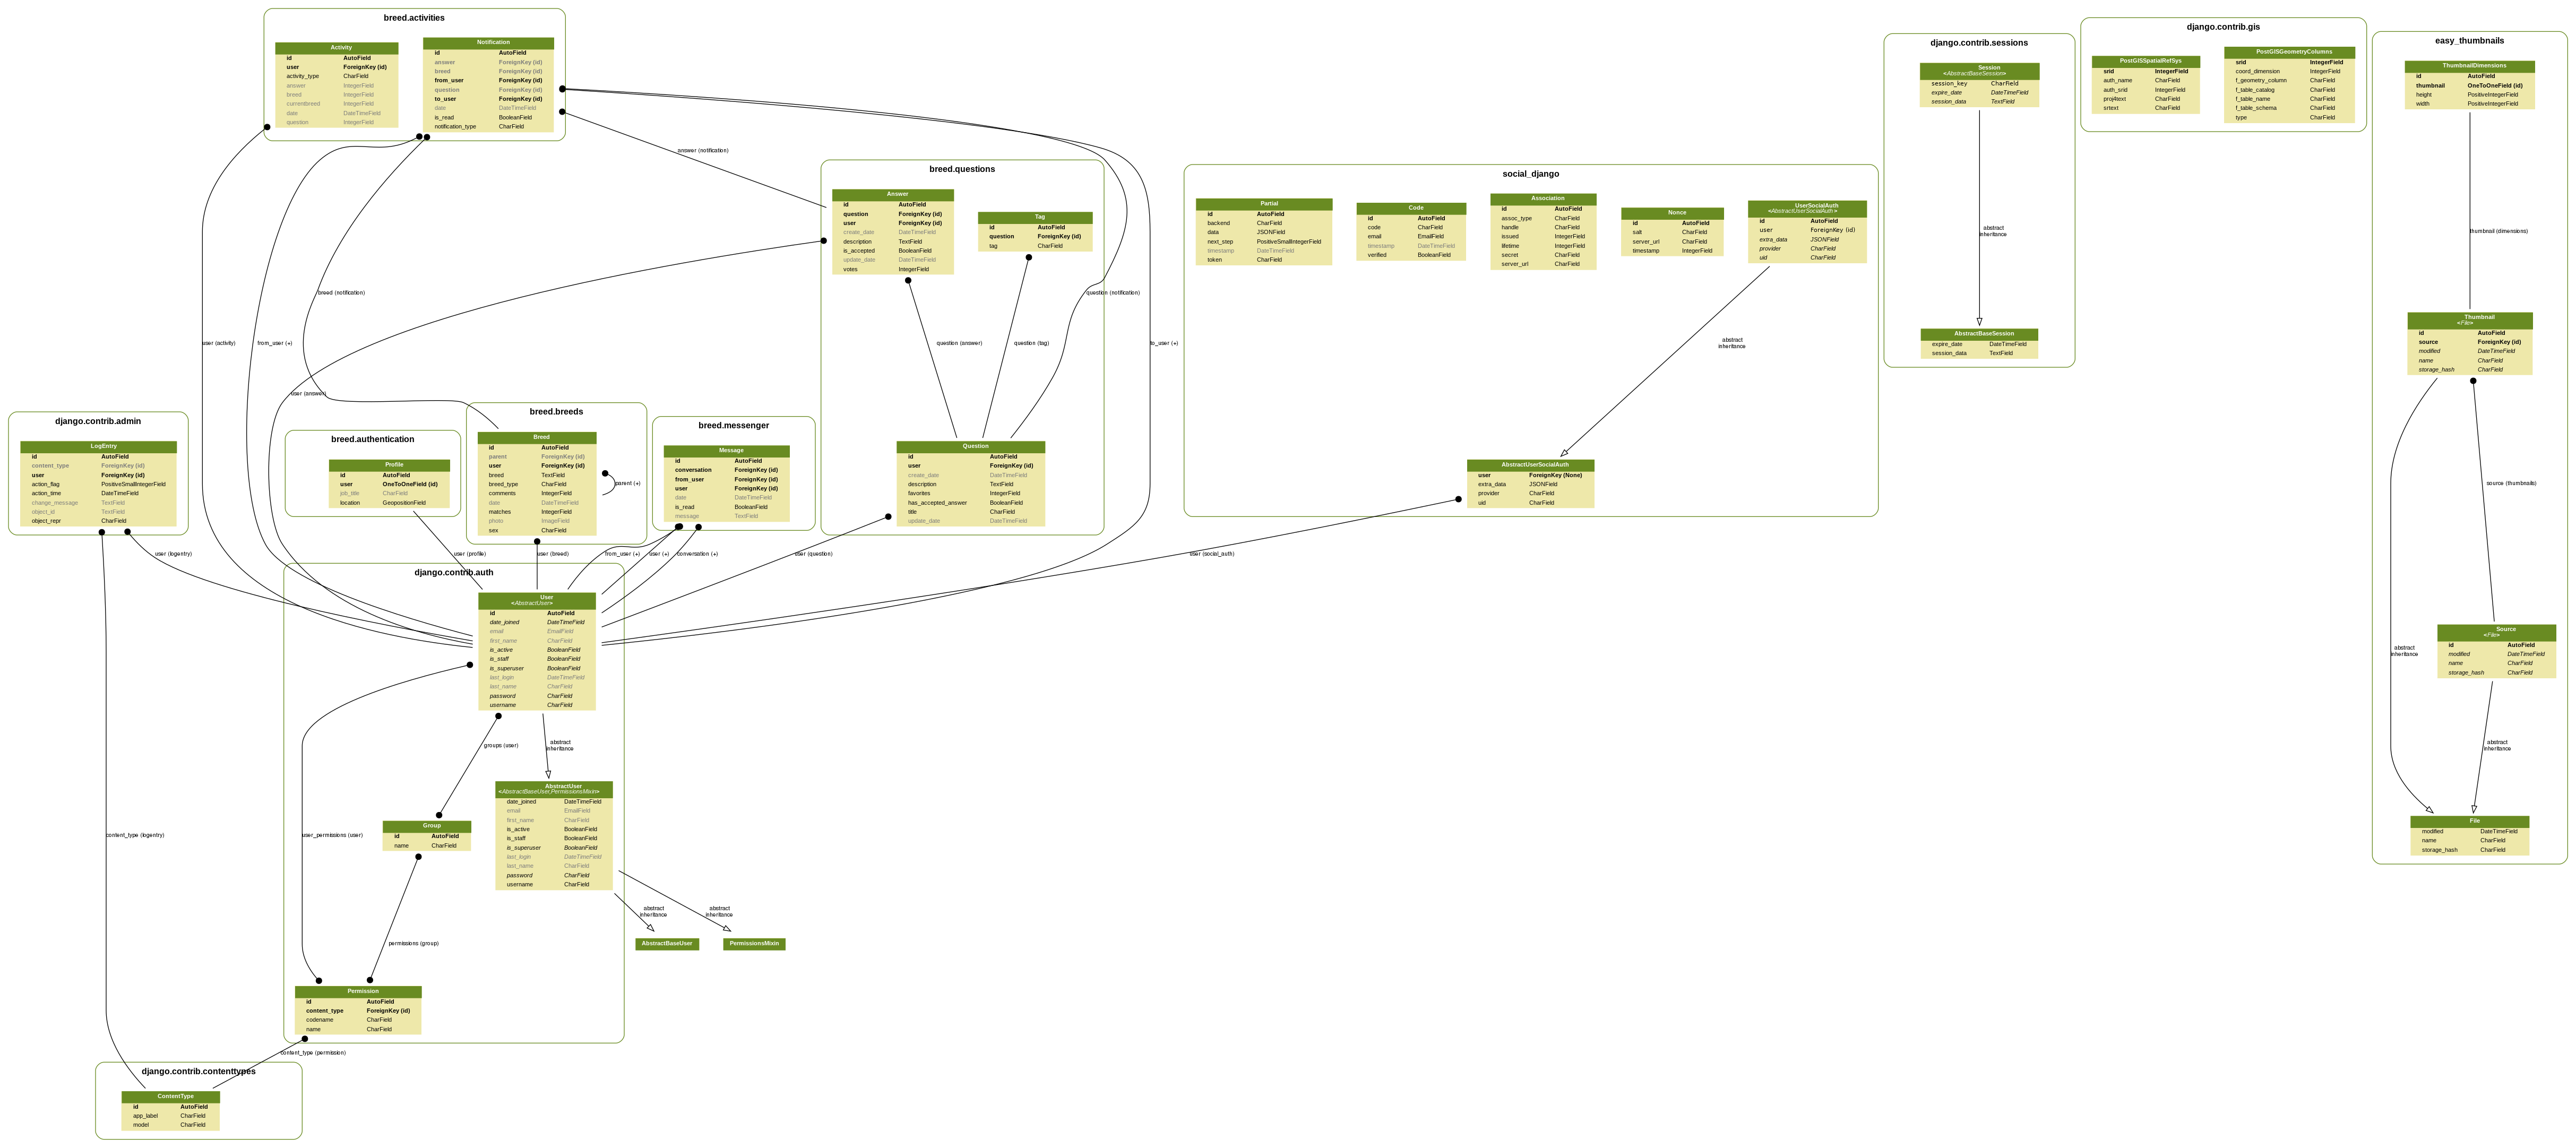 breed.activities
Activity
id AutoField
user ForeignKey (id)
activity_type CharField
answer IntegerField
breed IntegerField
currentbreed IntegerField
date DateTimeField
question IntegerField
Notification
id AutoField
answer ForeignKey (id)
breed ForeignKey (id)
from_user ForeignKey (id)
question ForeignKey (id)
to_user ForeignKey (id)
date DateTimeField
is_read BooleanField
notification_type CharField
answer (notification)
breed (notification)
user (activity)
from_user (+)
user (answer)
breed.questions
Answer
id AutoField
question ForeignKey (id)
user ForeignKey (id)
create_date DateTimeField
description TextField
is_accepted BooleanField
update_date DateTimeField
votes IntegerField
Tag
id AutoField
question ForeignKey (id)
tag CharField
question (notification)
question (answer)
question (tag)
to_user (+)
Question
id AutoField
user ForeignKey (id)
create_date DateTimeField
description TextField
favorites IntegerField
has_accepted_answer BooleanField
title CharField
update_date DateTimeField
social_django
Partial
id AutoField
backend CharField
data JSONField
next_step PositiveSmallIntegerField
timestamp DateTimeField
token CharField
Code
id AutoField
code CharField
email EmailField
timestamp DateTimeField
verified BooleanField
Association
id AutoField
assoc_type CharField
handle CharField
issued IntegerField
lifetime IntegerField
secret CharField
server_url CharField
Nonce
id AutoField
salt CharField
server_url CharField
timestamp IntegerField
UserSocialAuth
<AbstractUserSocialAuth >
id AutoField
user ForeignKey (id)
extra_data JSONField
provider CharField
uid CharField
abstract
inheritance
AbstractUserSocialAuth
user ForeignKey (None)
extra_data JSONField
provider CharField
uid CharField
django.contrib.sessions
Session
<AbstractBaseSession>
session_key CharField
expire_date DateTimeField
session_data TextField
abstract
inheritance
AbstractBaseSession
expire_date DateTimeField
session_data TextField
django.contrib.gis
PostGISSpatialRefSys
srid IntegerField
auth_name CharField
auth_srid IntegerField
proj4text CharField
srtext CharField
PostGISGeometryColumns
srid IntegerField
coord_dimension IntegerField
f_geometry_column CharField
f_table_catalog CharField
f_table_name CharField
f_table_schema CharField
type CharField
easy_thumbnails
ThumbnailDimensions
id AutoField
thumbnail OneToOneField (id)
height PositiveIntegerField
width PositiveIntegerField
thumbnail (dimensions)
Thumbnail
<File>
id AutoField
source ForeignKey (id)
modified DateTimeField
name CharField
storage_hash CharField
source (thumbnails)
Source
<File>
id AutoField
modified DateTimeField
name CharField
storage_hash CharField
abstract
inheritance
abstract
inheritance
File
modified DateTimeField
name CharField
storage_hash CharField
django.contrib.admin
LogEntry
id AutoField
content_type ForeignKey (id)
user ForeignKey (id)
action_flag PositiveSmallIntegerField
action_time DateTimeField
change_message TextField
object_id TextField
object_repr CharField
breed.authentication
Profile
id AutoField
user OneToOneField (id)
job_title CharField
location GeopositionField
breed.breeds
Breed
id AutoField
parent ForeignKey (id)
user ForeignKey (id)
breed TextField
breed_type CharField
comments IntegerField
date DateTimeField
matches IntegerField
photo ImageField
sex CharField
parent (+)
breed.messenger
Message
id AutoField
conversation ForeignKey (id)
from_user ForeignKey (id)
user ForeignKey (id)
date DateTimeField
is_read BooleanField
message TextField
user (logentry)
user (profile)
user (breed)
from_user (+)
user (+)
conversation (+)
user (question)
user (social_auth)
django.contrib.auth
User
<AbstractUser>
id AutoField
date_joined DateTimeField
email EmailField
first_name CharField
is_active BooleanField
is_staff BooleanField
is_superuser BooleanField
last_login DateTimeField
last_name CharField
password CharField
username CharField
groups (user)
abstract
inheritance
AbstractUser
<AbstractBaseUser,PermissionsMixin>
date_joined DateTimeField
email EmailField
first_name CharField
is_active BooleanField
is_staff BooleanField
is_superuser BooleanField
last_login DateTimeField
last_name CharField
password CharField
username CharField
content_type (logentry)
user_permissions (user)
Group
id AutoField
name CharField
permissions (group)
abstract
inheritance
abstract
inheritance
AbstractBaseUser
PermissionsMixin
Permission
id AutoField
content_type ForeignKey (id)
codename CharField
name CharField
content_type (permission)
django.contrib.contenttypes
ContentType
id AutoField
app_label CharField
model CharField